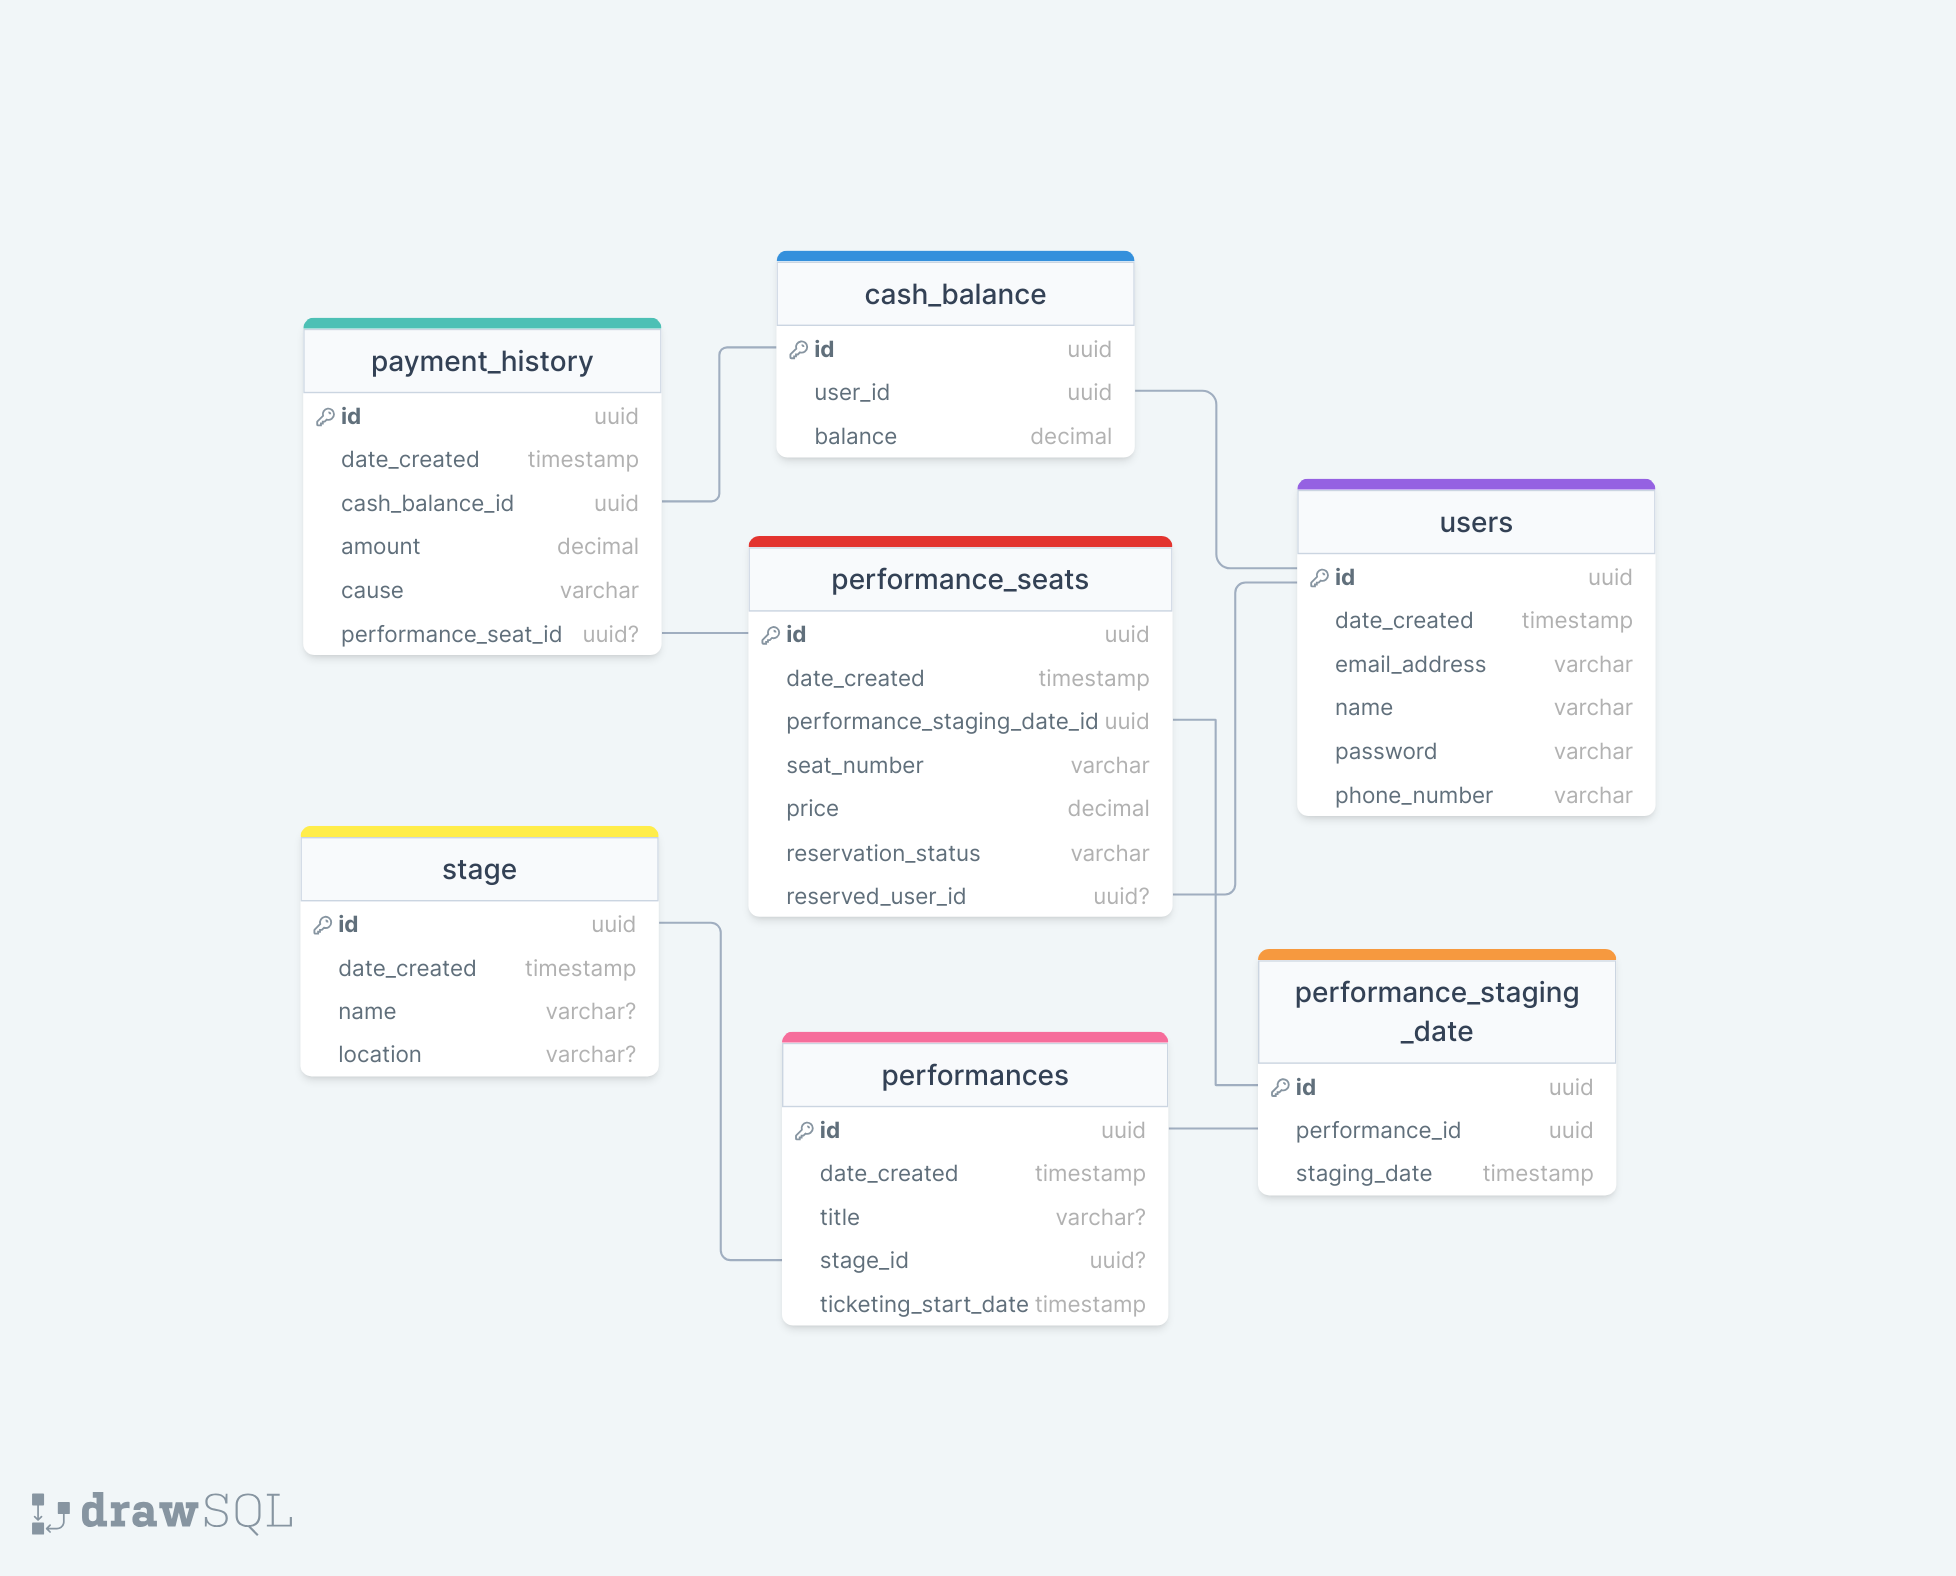 cash_balance
id uuid
user_id uuid
balance decimal
payment_history
id uuid
date_created timestamp
cash_balance_id uuid
amount decimal
cause varchar
performance_seat_id uuid?
performance_seats
id uuid
date_created timestamp
performance_staging_date_id uuid
seat_number varchar
price decimal
reservation_status varchar
reserved_user_id uuid?
users
id uuid
date_created timestamp
email_address varchar
name varchar
password varchar
phone_number varchar
stage
id uuid
date_created timestamp
name varchar?
location varchar?
performances
id uuid
date_created timestamp
title varchar?
stage_id uuid?
ticketing_start_date timestamp
performance_staging
_date
id uuid
performance_id uuid
staging_date timestamp
drawSQL